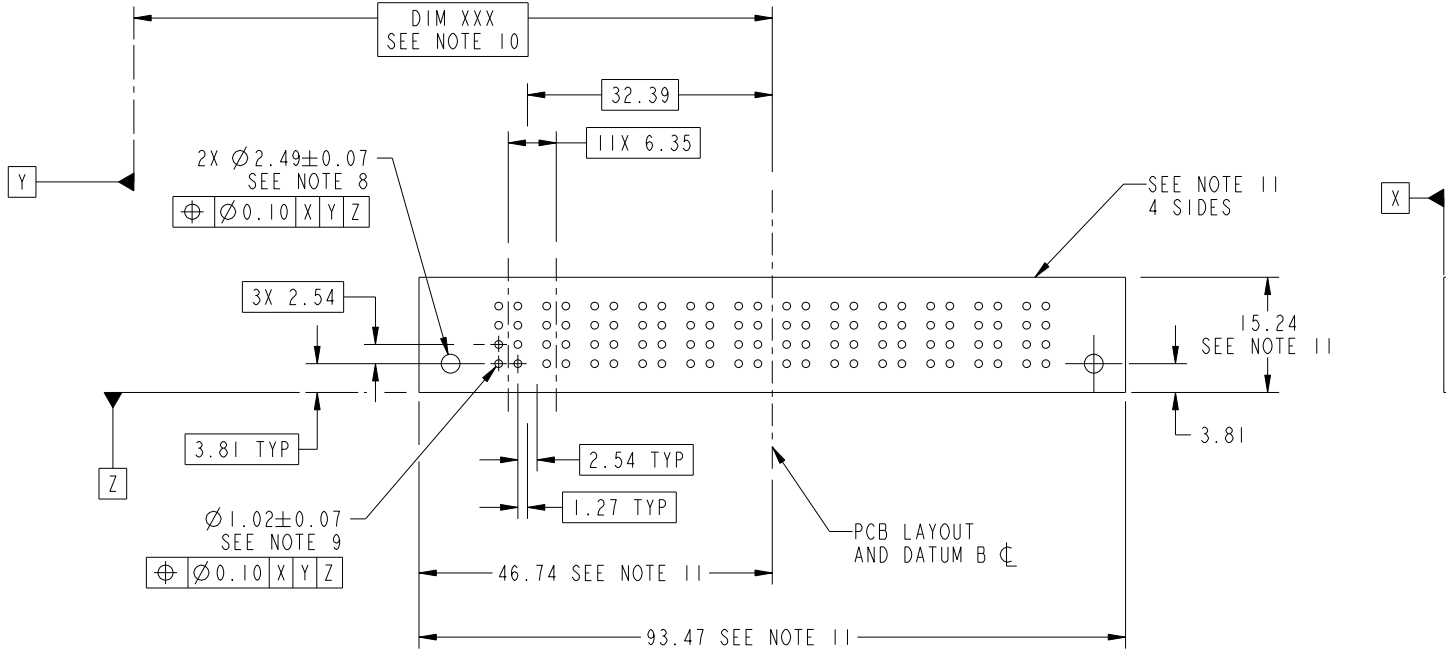 DIM XXX
SEE NOTE 10
32.39
11X 6.35
2X Ø2.49±0.07
SEE NOTE 8
⌖ Ø0.10 X Y Z
Y
SEE NOTE 11
4 SIDES
X
3X 2.54
15.24
SEE NOTE 11
3.81 TYP
3.81
2.54 TYP
Z
1.27 TYP
Ø1.02±0.07
SEE NOTE 9
⌖ Ø0.10 X Y Z
PCB LAYOUT
AND DATUM B ℄
46.74 SEE NOTE 11
93.47 SEE NOTE 11